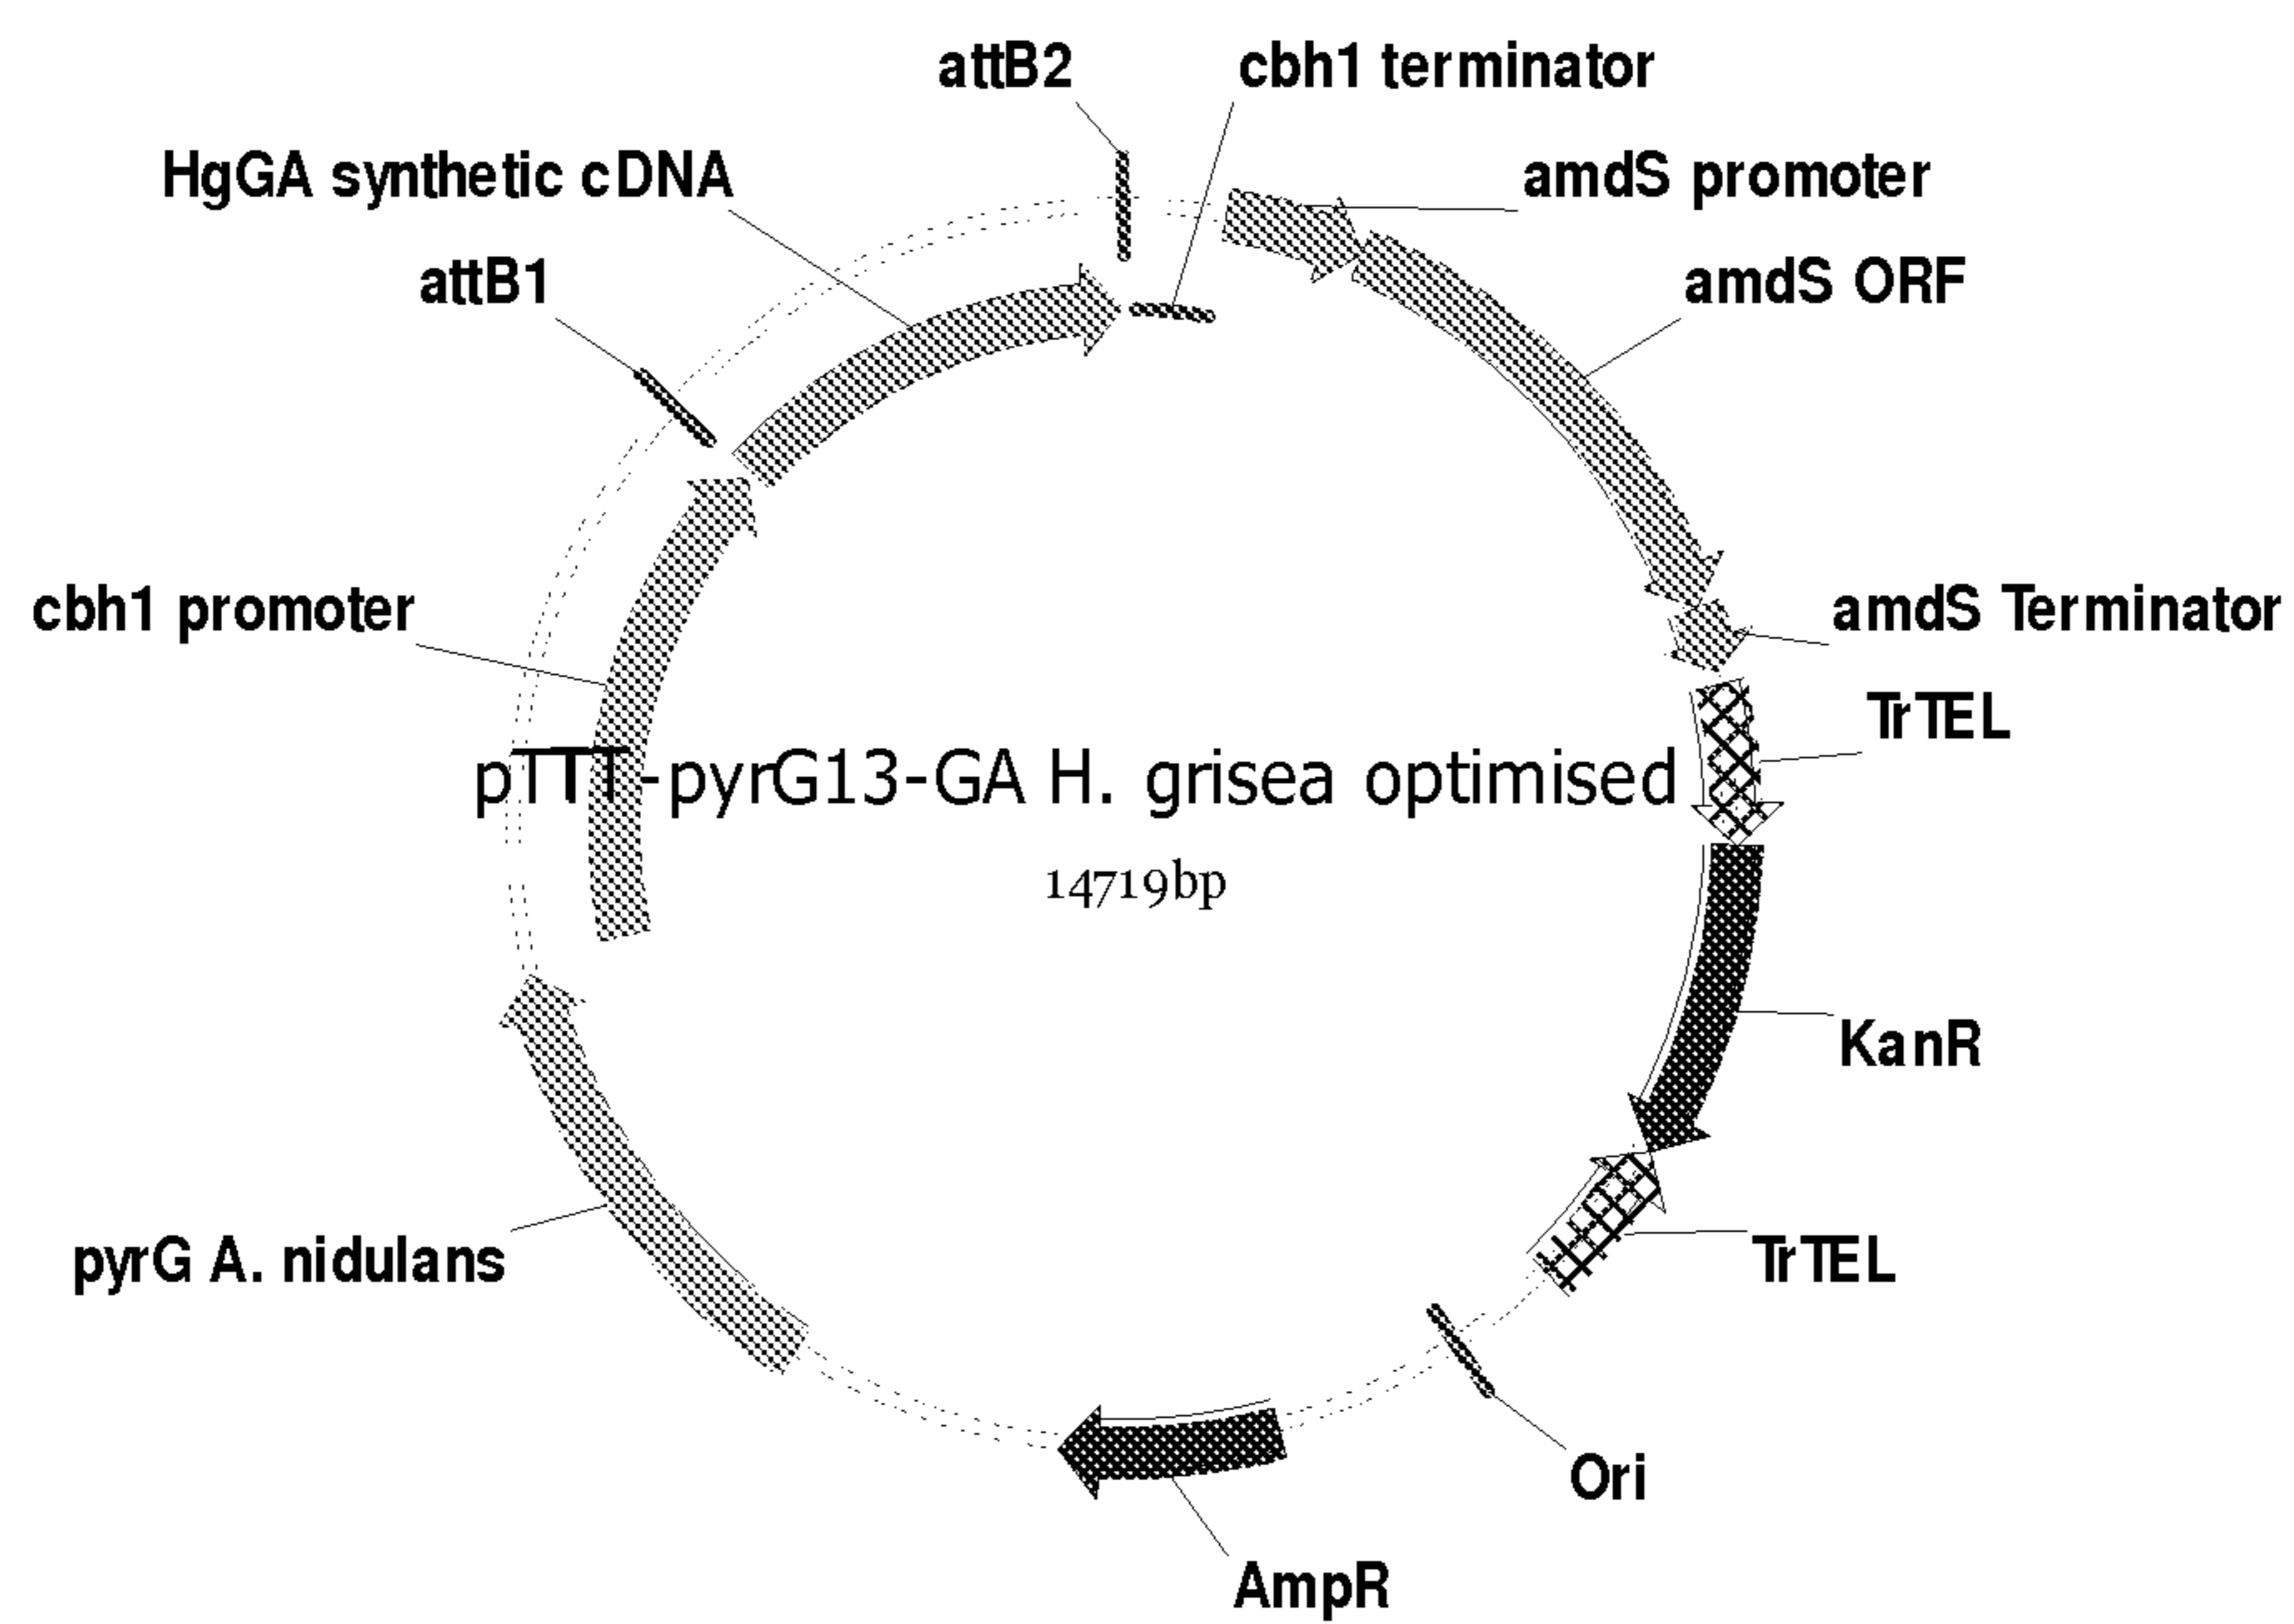 attB2
cbh1 terminator
HgGA synthetic cDNA
amdS promoter
attB1
amdS ORF
cbh1 promoter
amdS Terminator
TrTEL
pTTT-pyrG13-GA H. grisea optimised
14719bp
KanR
pyrG A. nidulans
TrTEL
Ori
AmpR